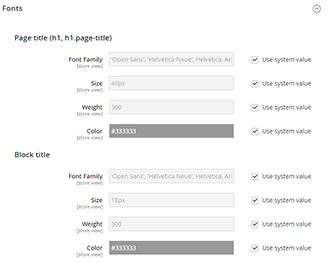 Fonts
Page title (h1, h1.page-title)
Font Family 'Open Sans', 'Helvetica Neue', Helvetica, Ari Use system value
[store view]
Size 40px Use system value
[store view]
Weight 300 Use system value
[store view]
Color #333333 Use system value
[store view]
Block title
Font Family 'Open Sans', 'Helvetica Neue', Helvetica, Ari Use system value
[store view]
Size 18px Use system value
[store view]
Weight 300 Use system value
[store view]
Color #333333 Use system value
[store view]